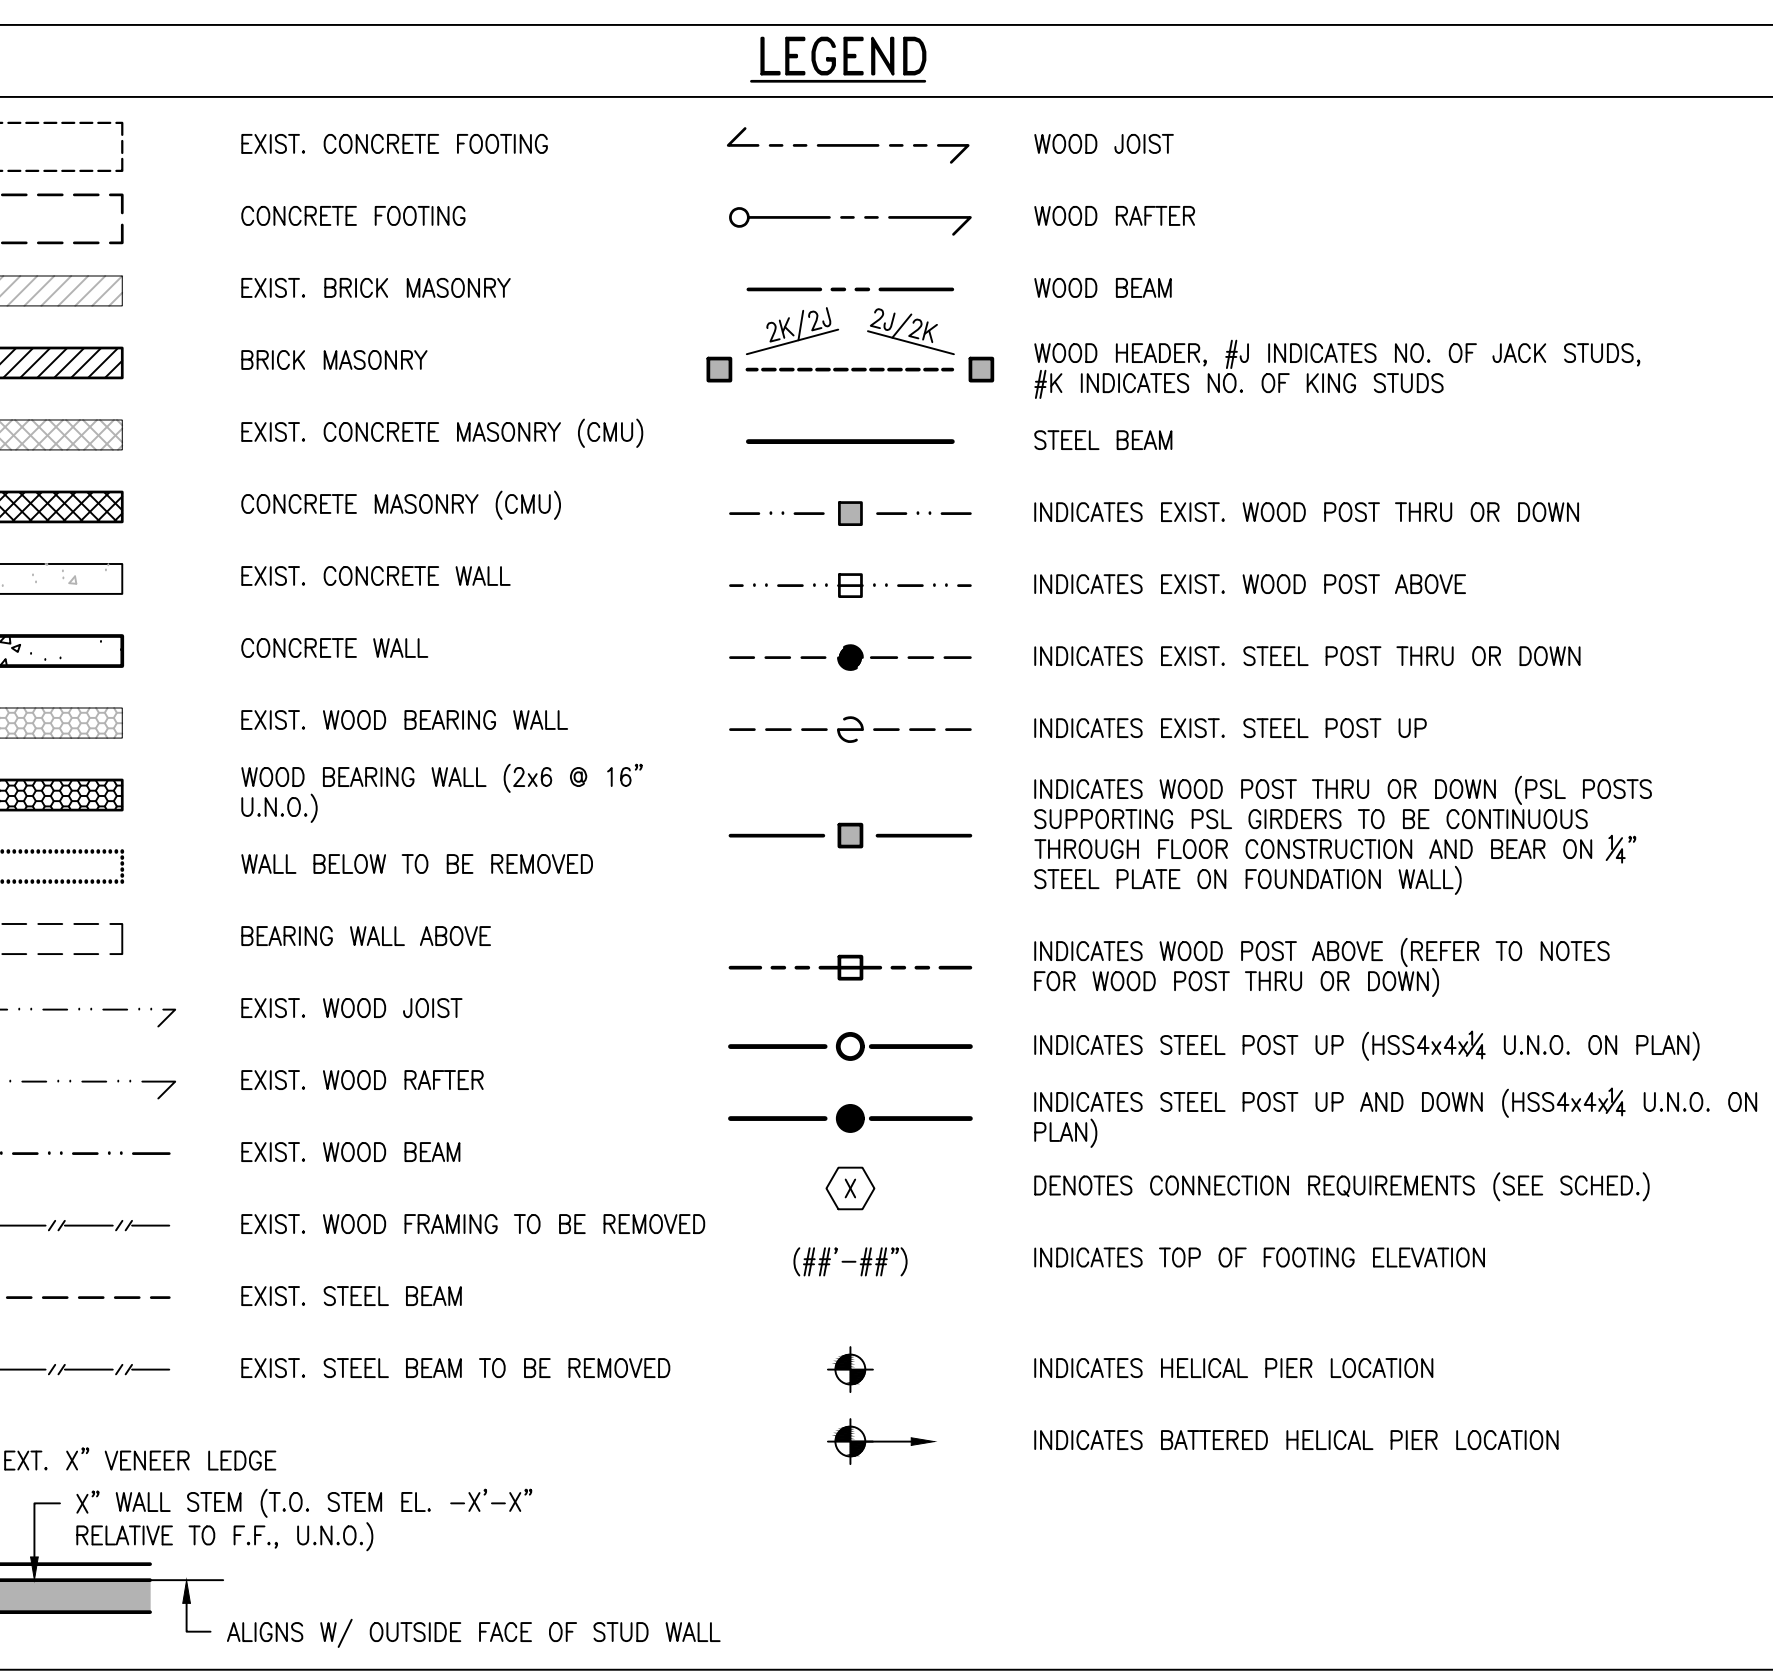 LEGEND
EXIST. CONCRETE FOOTING
CONCRETE FOOTING
EXIST. BRICK MASONRY
BRICK MASONRY
EXIST. CONCRETE MASONRY (CMU)
CONCRETE MASONRY (CMU)
EXIST. CONCRETE WALL
CONCRETE WALL
EXIST. WOOD BEARING WALL
WOOD BEARING WALL (2x6 @ 16"
U.N.O.)
WALL BELOW TO BE REMOVED
BEARING WALL ABOVE
EXIST. WOOD JOIST
EXIST. WOOD RAFTER
EXIST. WOOD BEAM
EXIST. WOOD FRAMING TO BE REMOVED
EXIST. STEEL BEAM
EXIST. STEEL BEAM TO BE REMOVED
EXT. X" VENEER LEDGE
X" WALL STEM (T.O. STEM EL. -X'-X"
RELATIVE TO F.F., U.N.O.)
ALIGNS W/ OUTSIDE FACE OF STUD WALL
WOOD JOIST
WOOD RAFTER
WOOD BEAM
2K/2J 2J/2K
WOOD HEADER, #J INDICATES NO. OF JACK STUDS,
#K INDICATES NO. OF KING STUDS
STEEL BEAM
INDICATES EXIST. WOOD POST THRU OR DOWN
INDICATES EXIST. WOOD POST ABOVE
INDICATES EXIST. STEEL POST THRU OR DOWN
INDICATES EXIST. STEEL POST UP
INDICATES WOOD POST THRU OR DOWN (PSL POSTS
SUPPORTING PSL GIRDERS TO BE CONTINUOUS
THROUGH FLOOR CONSTRUCTION AND BEAR ON ¼"
STEEL PLATE ON FOUNDATION WALL)
INDICATES WOOD POST ABOVE (REFER TO NOTES
FOR WOOD POST THRU OR DOWN)
INDICATES STEEL POST UP (HSS4x4x¼ U.N.O. ON PLAN)
INDICATES STEEL POST UP AND DOWN (HSS4x4x¼ U.N.O. ON
PLAN)
X
DENOTES CONNECTION REQUIREMENTS (SEE SCHED.)
(##'-##")
INDICATES TOP OF FOOTING ELEVATION
INDICATES HELICAL PIER LOCATION
INDICATES BATTERED HELICAL PIER LOCATION